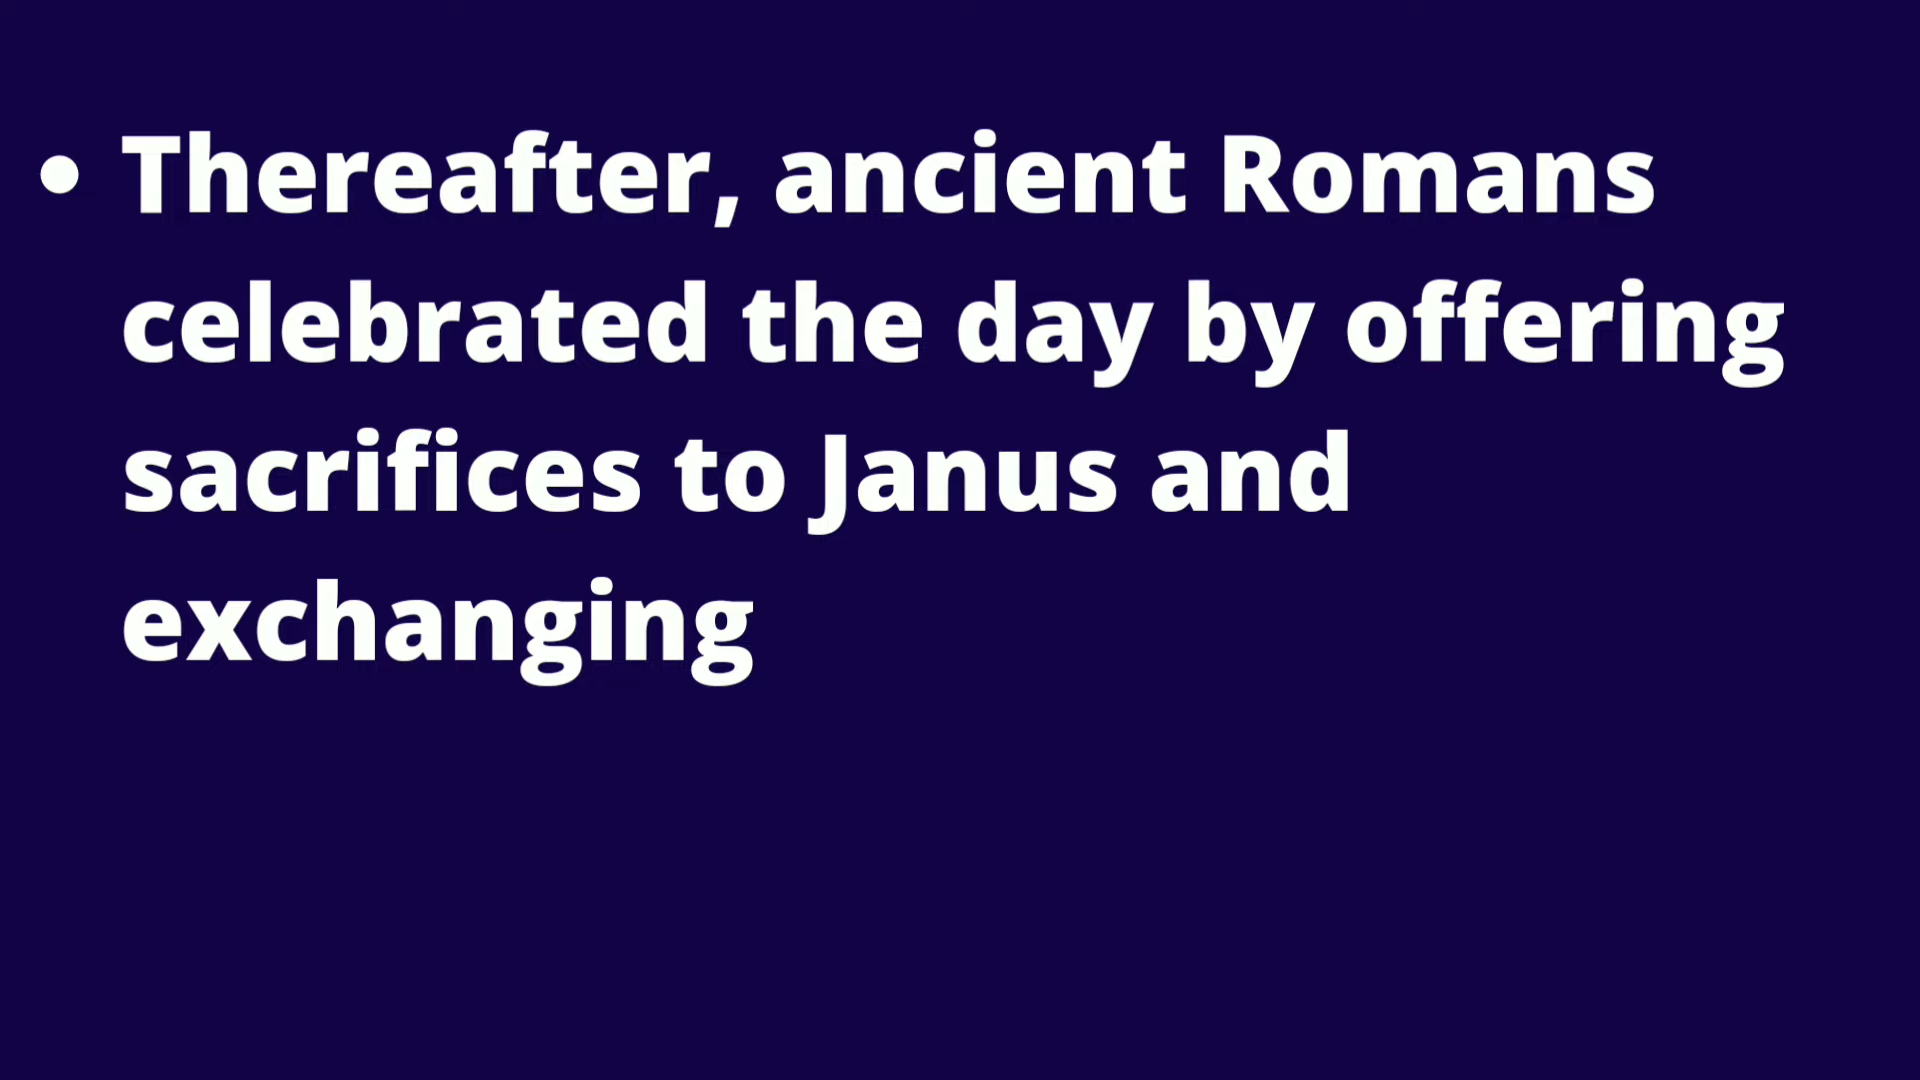 • Thereafter, ancient Romans
celebrated the day by offering
sacrifices to Janus and
exchanging